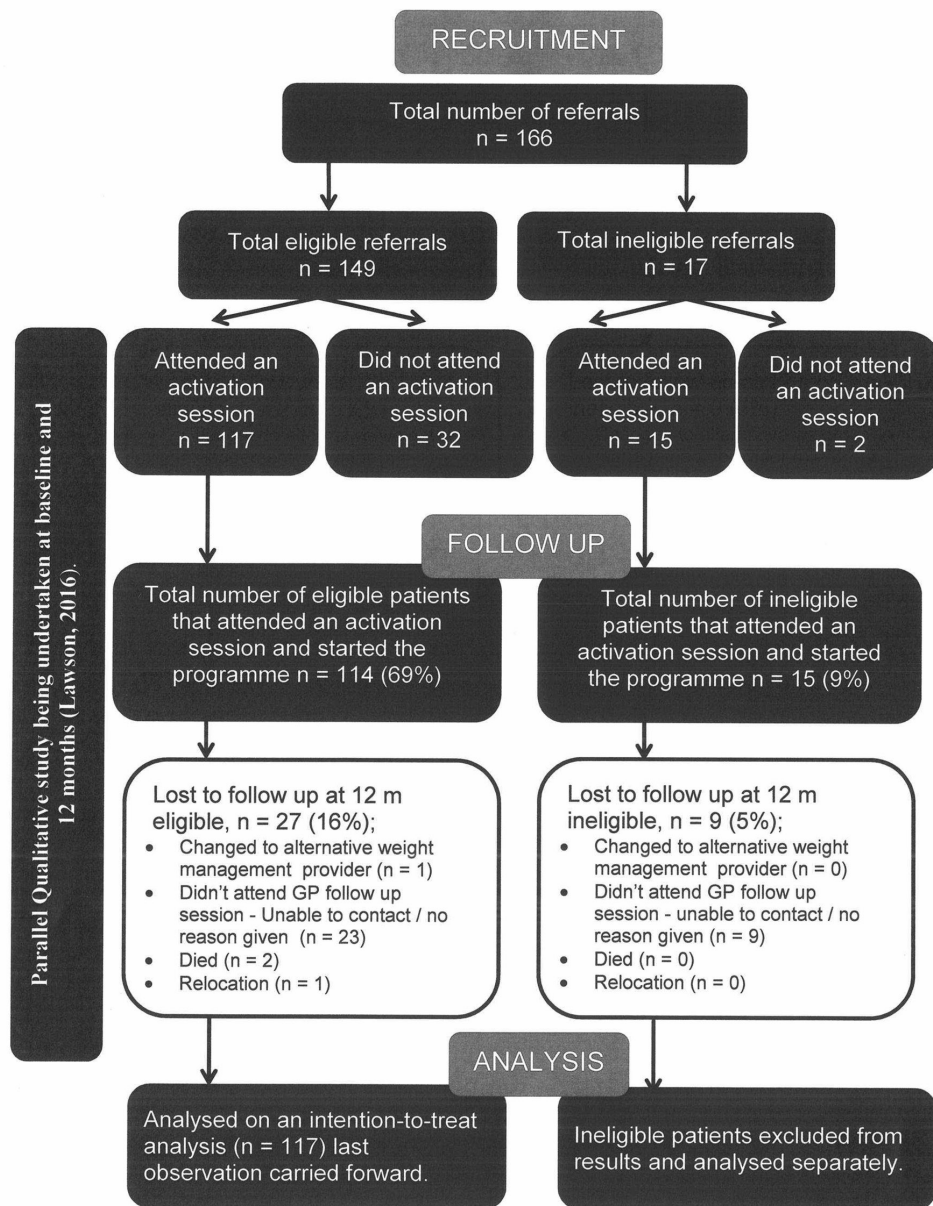 RECRUITMENT
Total number of referrals
n = 166
Total eligible referrals
n = 149
Total ineligible referrals
n = 17
Attended an
activation
session
n = 117
Did not attend
an activation
session
n = 32
Attended an
activation
session
n = 15
Did not attend
an activation
session
n = 2
Parallel Qualitative study being undertaken at baseline and
12 months (Lawson, 2016).
FOLLOW UP
Total number of eligible patients
that attended an activation
session and started the
programme n = 114 (69%)
Total number of ineligible
patients that attended an
activation session and started
the programme n = 15 (9%)
Lost to follow up at 12 m
eligible, n = 27 (16%);
• Changed to alternative weight
management provider (n = 1)
• Didn't attend GP follow up
session - Unable to contact / no
reason given (n = 23)
• Died (n = 2)
• Relocation (n = 1)
Lost to follow up at 12 m
ineligible, n = 9 (5%);
• Changed to alternative weight
management provider (n = 0)
• Didn't attend GP follow up
session - unable to contact / no
reason given (n = 9)
• Died (n = 0)
• Relocation (n = 0)
ANALYSIS
Analysed on an intention-to-treat
analysis (n = 117) last
observation carried forward.
Ineligible patients excluded from
results and analysed separately.